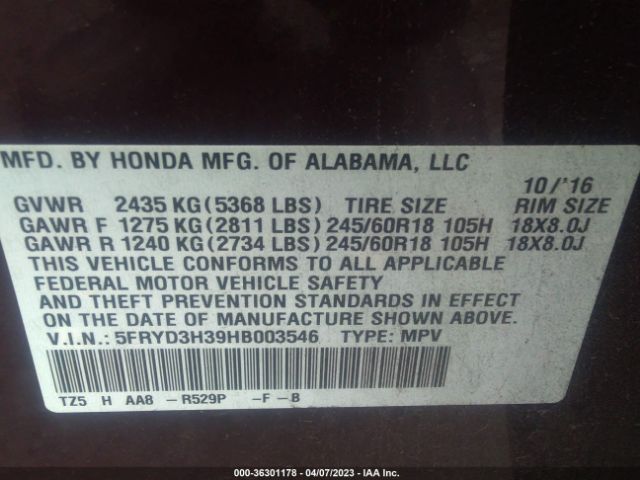 MFD. BY HONDA MFG. OF ALABAMA, LLC
10/'16
GVWR 2435 KG(5368 LBS) TIRE SIZE RIM SIZE
GAWR F 1275 KG(2811 LBS)245/60R18 105H 18X8.0J
GAWR R 1240 KG(2734 LBS)245/60R18 105H 18X8.0J
THIS VEHICLE CONFORMS TO ALL APPLICABLE
FEDERAL MOTOR VEHICLE SAFETY
AND THEFT PREVENTION STANDARDS IN EFFECT
ON THE DATE OF MANUFACTURE SHOWN ABOVE.
V.I.N.: 5FRYD3H39HB003546 TYPE: MPV
TZ5 H AA8 -R529P -F-B
000-36301178 - 04/07/2023 - IAA Inc.